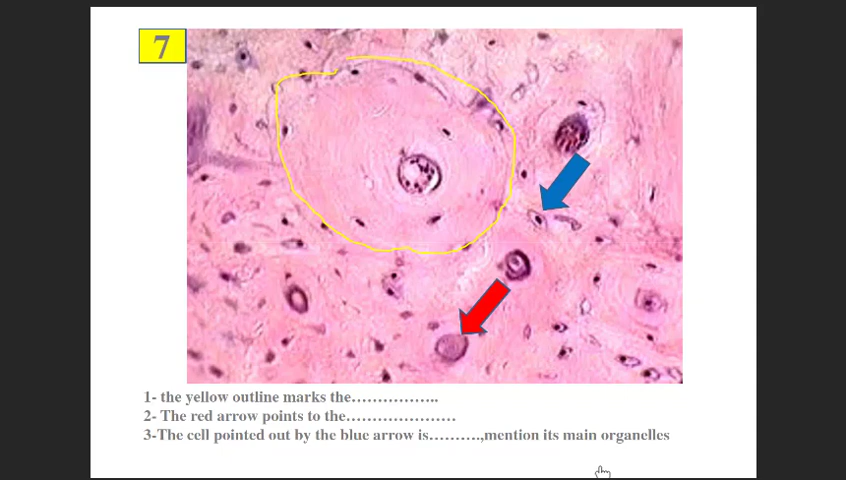 7
1- the yellow outline marks the……………..
2- The red arrow points to the…………………
3-The cell pointed out by the blue arrow is……….,mention its main organelles